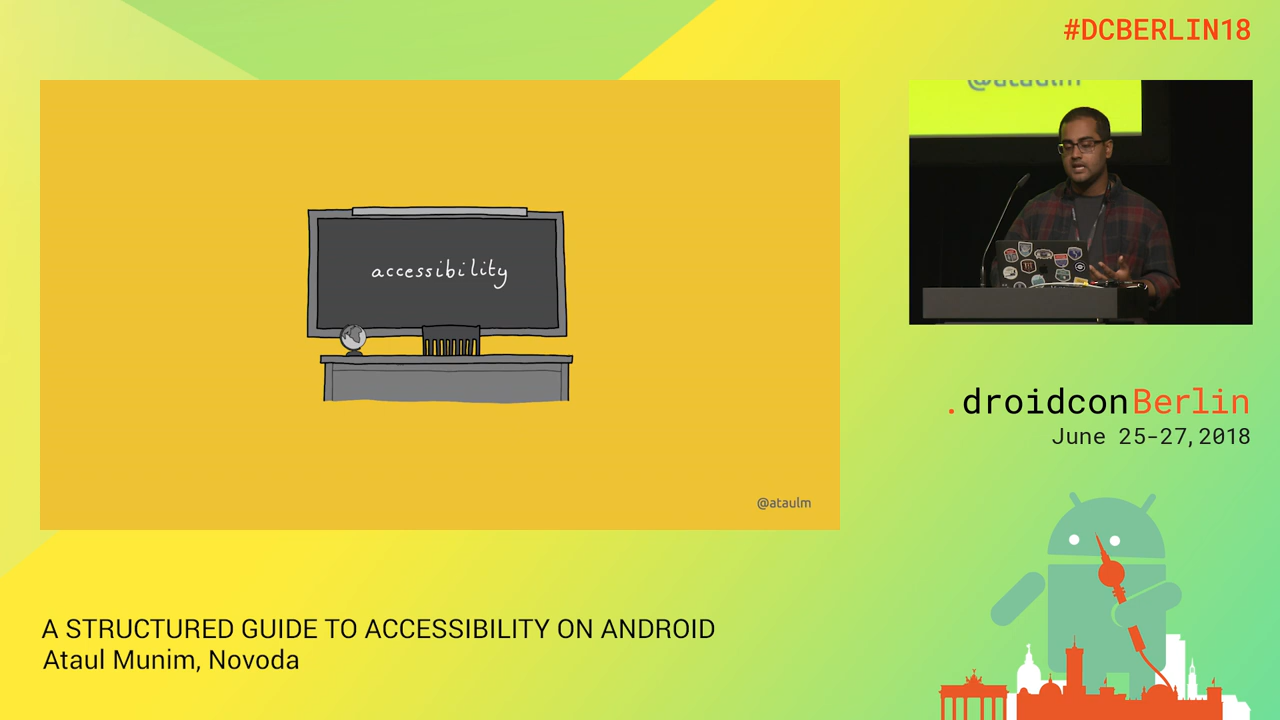 #DCBERLIN18
@ataulm
accessibility
@ataulm
.droidconBerlin
June 25-27, 2018
A STRUCTURED GUIDE TO ACCESSIBILITY ON ANDROID
Ataul Munim, Novoda